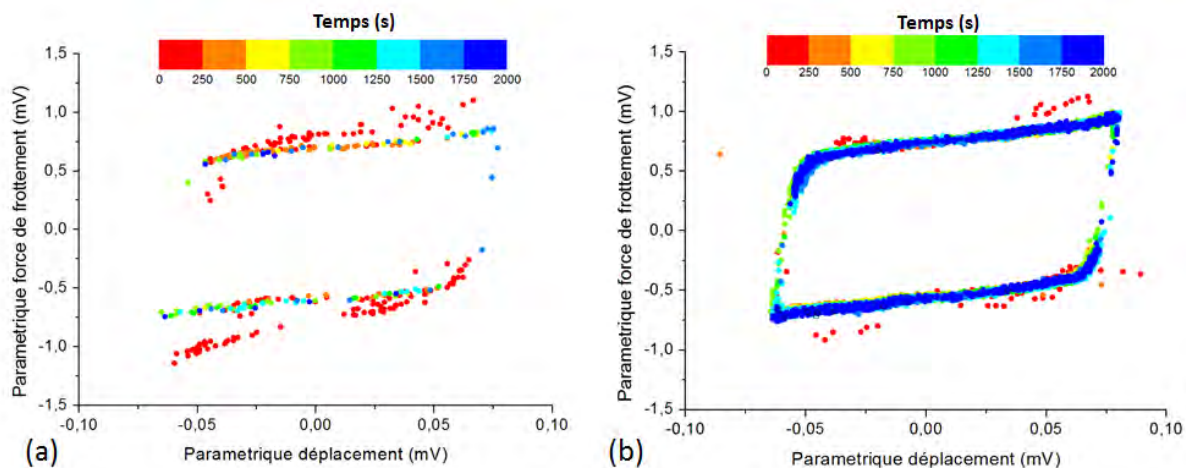 Temps (s)
0 250 500 750 1000 1250 1500 1750 2000
1,5
1,0
0,5
0,0
-0,5
-1,0
-1,5
-0,10 -0,05 0,00 0,05 0,10
Parametrique force de frottement (mV)
Parametrique déplacement (mV)
(a)
Temps (s)
0 250 500 750 1000 1250 1500 1750 2000
1,5
1,0
0,5
0,0
-0,5
-1,0
-1,5
-0,10 -0,05 0,00 0,05 0,10
Parametrique force de frottement (mV)
Parametrique déplacement (mV)
(b)